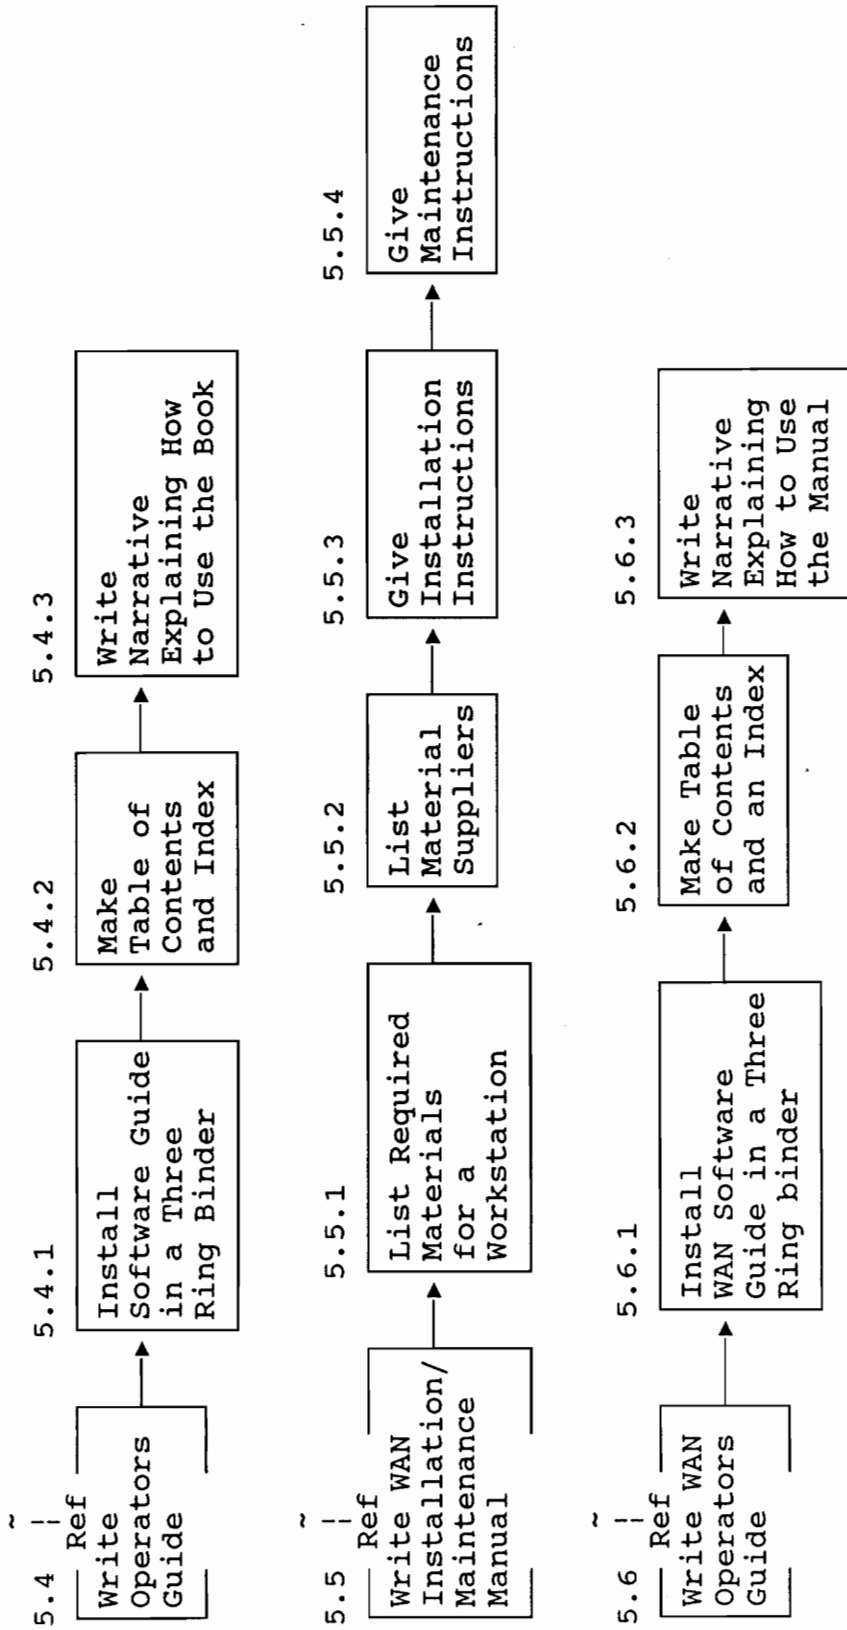 ~
¦
5.4 Ref
Write
Operators
Guide
5.4.1
Install
Software Guide
in a Three
Ring Binder
5.4.2
Make
Table of
Contents
and Index
5.4.3
Write
Narrative
Explaining How
to Use the Book
~
¦
5.5 Ref
Write WAN
Installation/
Maintenance
Manual
5.5.1
List Required
Materials
for a
Workstation
5.5.2
List
Material
Suppliers
5.5.3
Give
Installation
Instructions
5.5.4
Give
Maintenance
Instructions
~
¦
5.6 Ref
Write WAN
Operators
Guide
5.6.1
Install
WAN Software
Guide in a Three
Ring binder
5.6.2
Make Table
of Contents
and an Index
5.6.3
Write
Narrative
Explaining
How to Use
the Manual